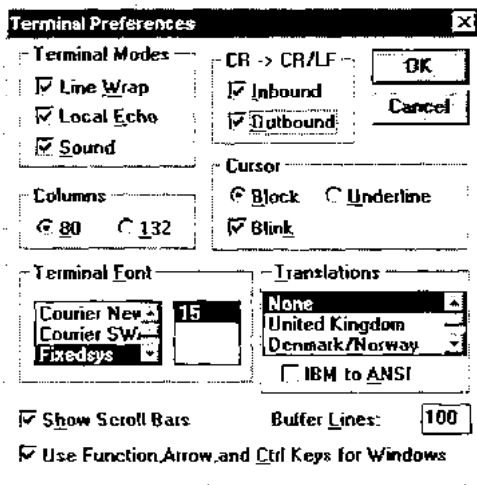 Terminal Preferences
Terminal Modes
Line Wrap
Local Echo
Sound
CR -> CR/LF
Inbound
Outbound
OK
Cancel
Columns
80 132
Cursor
Block Underline
Blink
Terminal Font
Courier New
Courier SWA
Fixedsys
15
Translations
None
United Kingdom
Denmark/Norway
IBM to ANSI
Show Scroll Bars
Buffer Lines: 100
Use Function,Arrow,and Ctrl Keys for Windows